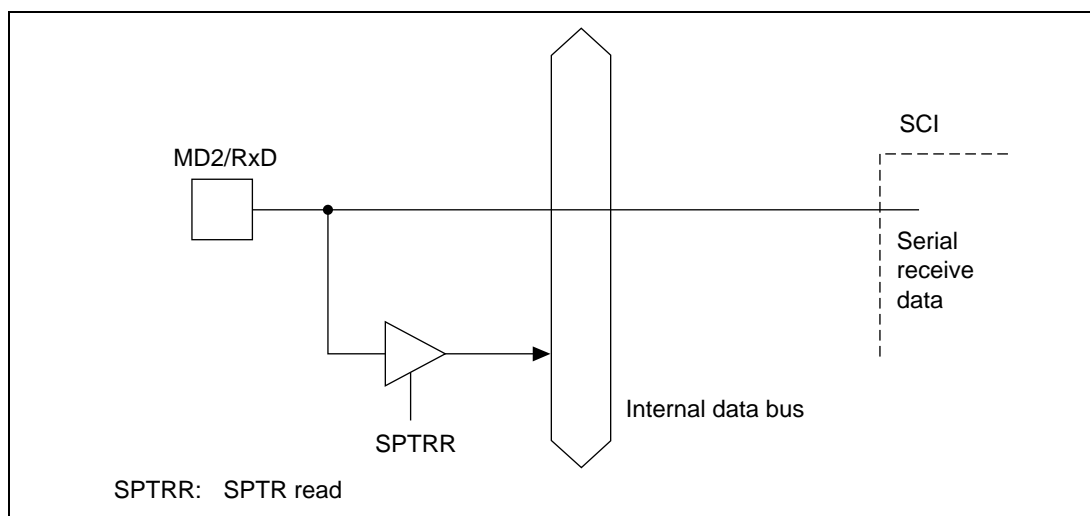 SCI
MD2/RxD
Serial
receive
data
Internal data bus
SPTRR
SPTRR: SPTR read